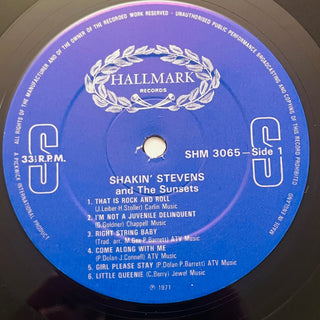 ALL RIGHTS OF THE MANUFACTURER AND OF THE OWNER OF THE RECORDED WORK RESERVED · UNAUTHORISED PUBLIC PERFORMANCE BROADCASTING AND COPYING OF THIS RECORD PROHIBITED
HALLMARK
RECORDS
S
S
33⅓ R.P.M.
SHM 3065—Side 1
SHAKIN' STEVENS
and The Sunsets
1. THAT IS ROCK AND ROLL
(J.Leiber-H.Stoller) Carlin Music
2. I'M NOT A JUVENILE DELINQUENT
(G.Goldner) Chappell Music
3. RIGHT STRING BABY
(Trad. arr. P.Barrett) ATV Music
4. COME ALONG WITH ME
(P.Dolan-J.Connell) ATV Music
5. GIRL PLEASE STAY (P.Dolan-P.Barrett) ATV Music
6. LITTLE QUEENIE (C.Berry) Jewel Music
℗ 1971
A PICKWICK INTERNATIONAL PRODUCT
MADE IN ENGLAND